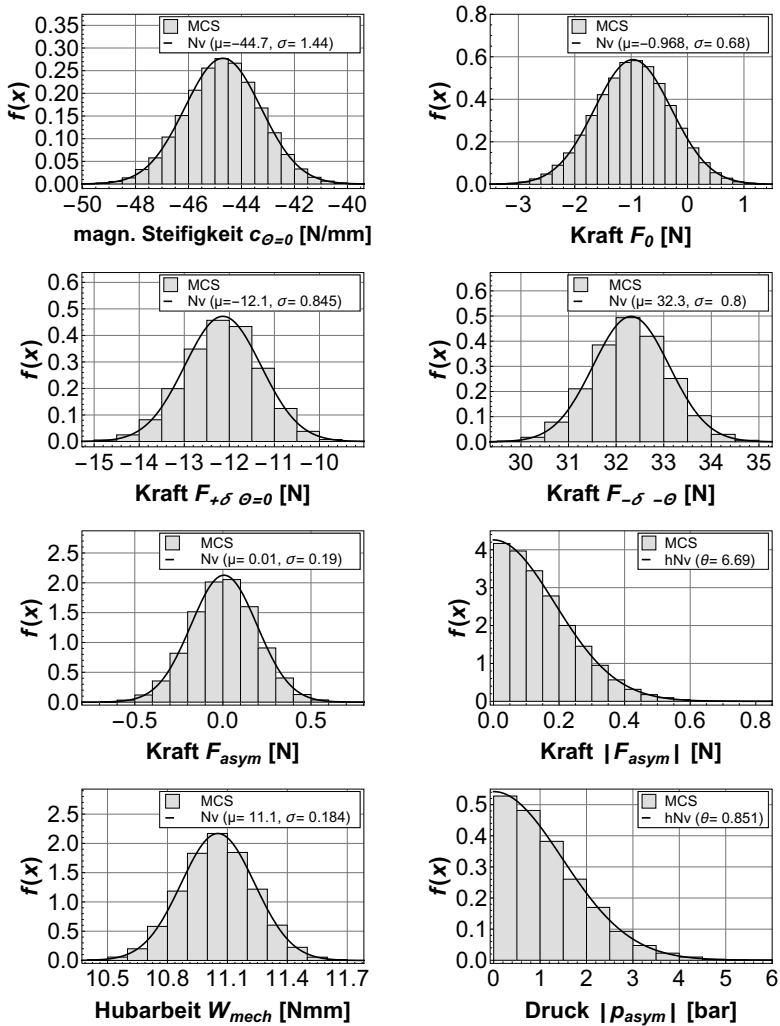 0.35
0.30
0.25
0.20
0.15
0.10
0.05
0.00
f(x)
MCS
Nv (μ=-44.7, σ= 1.44)
−50 −48 −46 −44 −42 −40
magn. Steifigkeit cΘ=0 [N/mm]
0.8
0.6
0.4
0.2
0.0
f(x)
MCS
Nv (μ=-0.968, σ= 0.68)
−3 −2 −1 0 1
Kraft F0 [N]
0.6
0.5
0.4
0.3
0.2
0.1
0.0
f(x)
MCS
Nv (μ=-12.1, σ= 0.845)
−15 −14 −13 −12 −11 −10
Kraft F+δ Θ=0 [N]
0.6
0.5
0.4
0.3
0.2
0.1
0.0
f(x)
MCS
Nv (μ= 32.3, σ= 0.8)
30 31 32 33 34 35
Kraft F−δ −Θ [N]
2.5
2.0
1.5
1.0
0.5
0.0
f(x)
MCS
Nv (μ= 0.01, σ= 0.19)
−0.5 0.0 0.5
Kraft Fasym [N]
4
3
2
1
0
f(x)
MCS
hNv (θ= 6.69)
0.0 0.2 0.4 0.6 0.8
Kraft |Fasym| [N]
2.5
2.0
1.5
1.0
0.5
0.0
f(x)
MCS
Nv (μ= 11.1, σ= 0.184)
10.5 10.8 11.1 11.4 11.7
Hubarbeit Wmech [Nmm]
0.5
0.4
0.3
0.2
0.1
0.0
f(x)
MCS
hNv (θ= 0.851)
0 1 2 3 4 5 6
Druck |pasym| [bar]